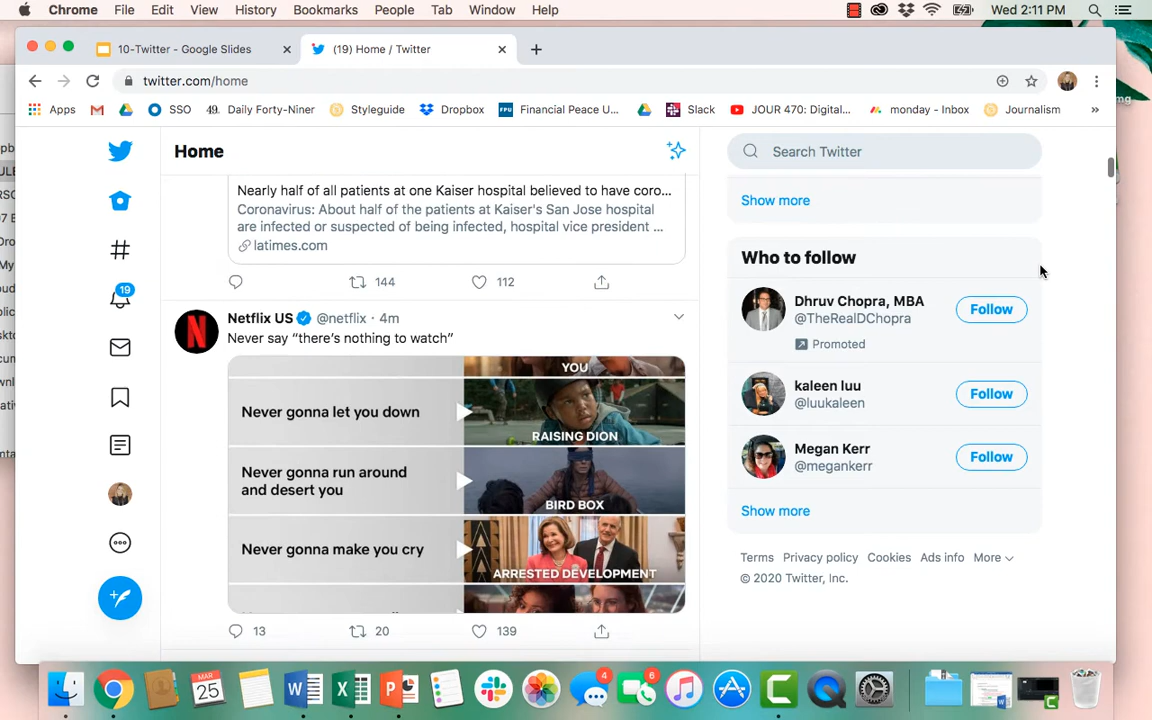 Chrome File Edit View History Bookmarks People Tab Window Help Wed 2:11 PM
10-Twitter - Google Slides (19) Home / Twitter
twitter.com/home
Apps SSO 49. Daily Forty-Niner Styleguide Dropbox FPU Financial Peace U... Slack JOUR 470: Digital... monday - Inbox Journalism »
Home
Search Twitter
Nearly half of all patients at one Kaiser hospital believed to have coro...
Coronavirus: About half of the patients at Kaiser's San Jose hospital
are infected or suspected of being infected, hospital vice president ...
latimes.com
144 112
Show more
Who to follow
Dhruv Chopra, MBA
@TheRealDChopra
Follow
Promoted
kaleen luu
@luukaleen
Follow
Megan Kerr
@megankerr
Follow
Show more
Terms Privacy policy Cookies Ads info More
© 2020 Twitter, Inc.
19
Netflix US @netflix · 4m
Never say “there’s nothing to watch”
YOU
Never gonna let you down
RAISING DION
Never gonna run around
and desert you
BIRD BOX
Never gonna make you cry
ARRESTED DEVELOPMENT
13 20 139
MAR
25
4
6